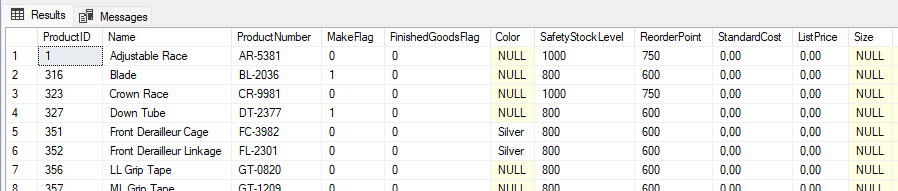 Results Messages
ProductID Name ProductNumber MakeFlag FinishedGoodsFlag Color SafetyStockLevel ReorderPoint StandardCost ListPrice Size
1 1 Adjustable Race AR-5381 0 0 NULL 1000 750 0,00 0,00 NULL
2 316 Blade BL-2036 1 0 NULL 800 600 0,00 0,00 NULL
3 323 Crown Race CR-9981 0 0 NULL 1000 750 0,00 0,00 NULL
4 327 Down Tube DT-2377 1 0 NULL 800 600 0,00 0,00 NULL
5 351 Front Derailleur Cage FC-3982 0 0 Silver 800 600 0,00 0,00 NULL
6 352 Front Derailleur Linkage FL-2301 0 0 Silver 800 600 0,00 0,00 NULL
7 356 LL Grip Tape GT-0820 0 0 NULL 800 600 0,00 0,00 NULL
8 357 ML Grip Tape GT-1209 0 0 NULL 800 600 0,00 0,00 NULL